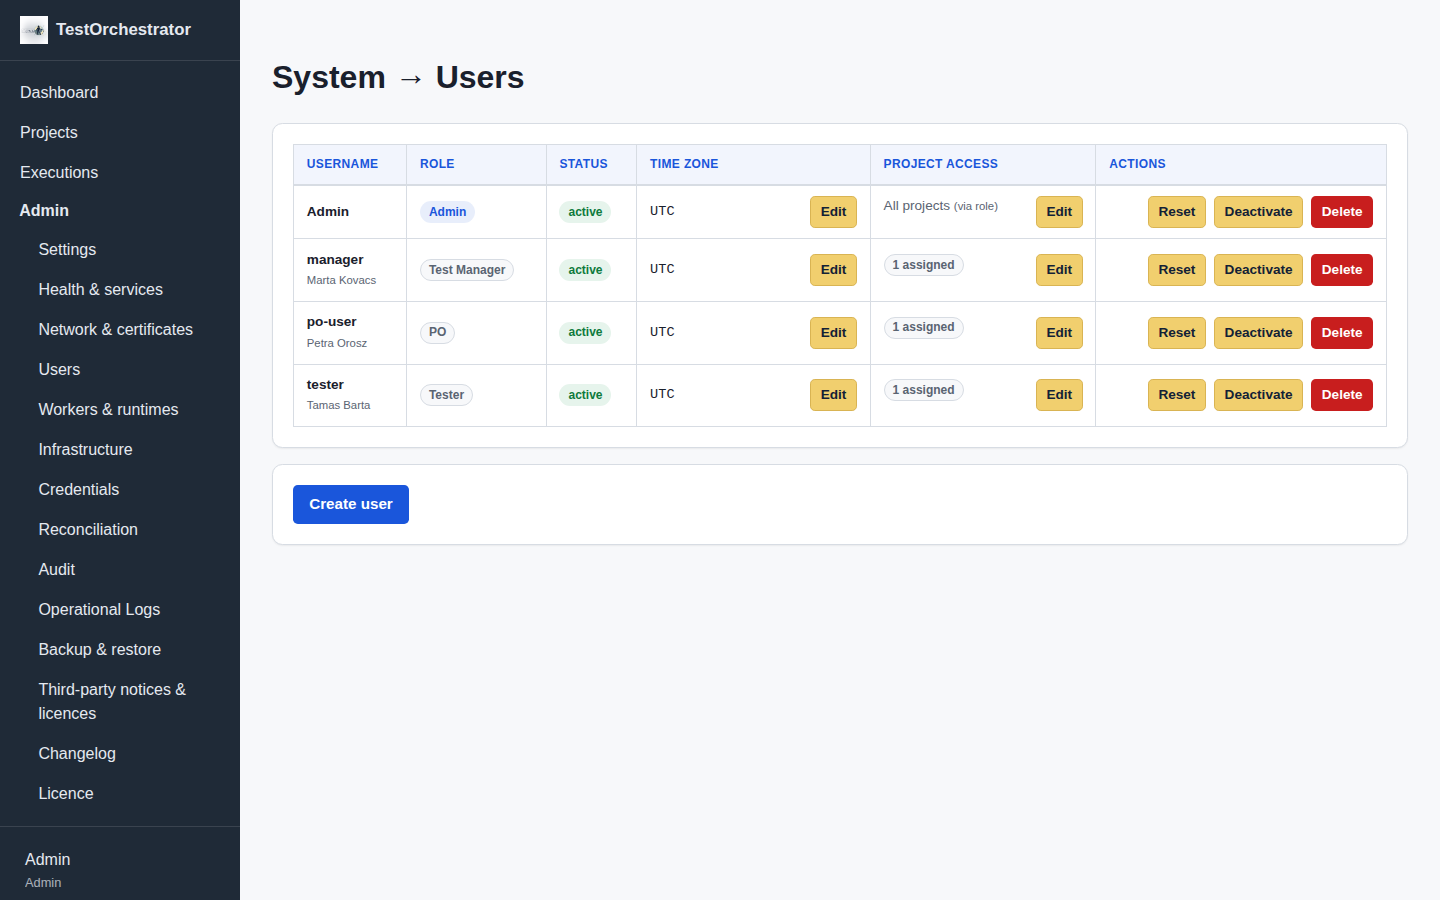 TestOrchestrator
Dashboard
Projects
Executions
Admin
Settings
Health & services
Network & certificates
Users
Workers & runtimes
Infrastructure
Credentials
Reconciliation
Audit
Operational Logs
Backup & restore
Third-party notices &
licences
Changelog
Licence
Admin
Admin
System → Users
USERNAME ROLE STATUS TIME ZONE PROJECT ACCESS ACTIONS
Admin Admin active UTC Edit All projects (via role) Edit Reset Deactivate Delete
manager
Marta Kovacs Test Manager active UTC Edit 1 assigned Edit Reset Deactivate Delete
po-user
Petra Orosz PO active UTC Edit 1 assigned Edit Reset Deactivate Delete
tester
Tamas Barta Tester active UTC Edit 1 assigned Edit Reset Deactivate Delete
Create user